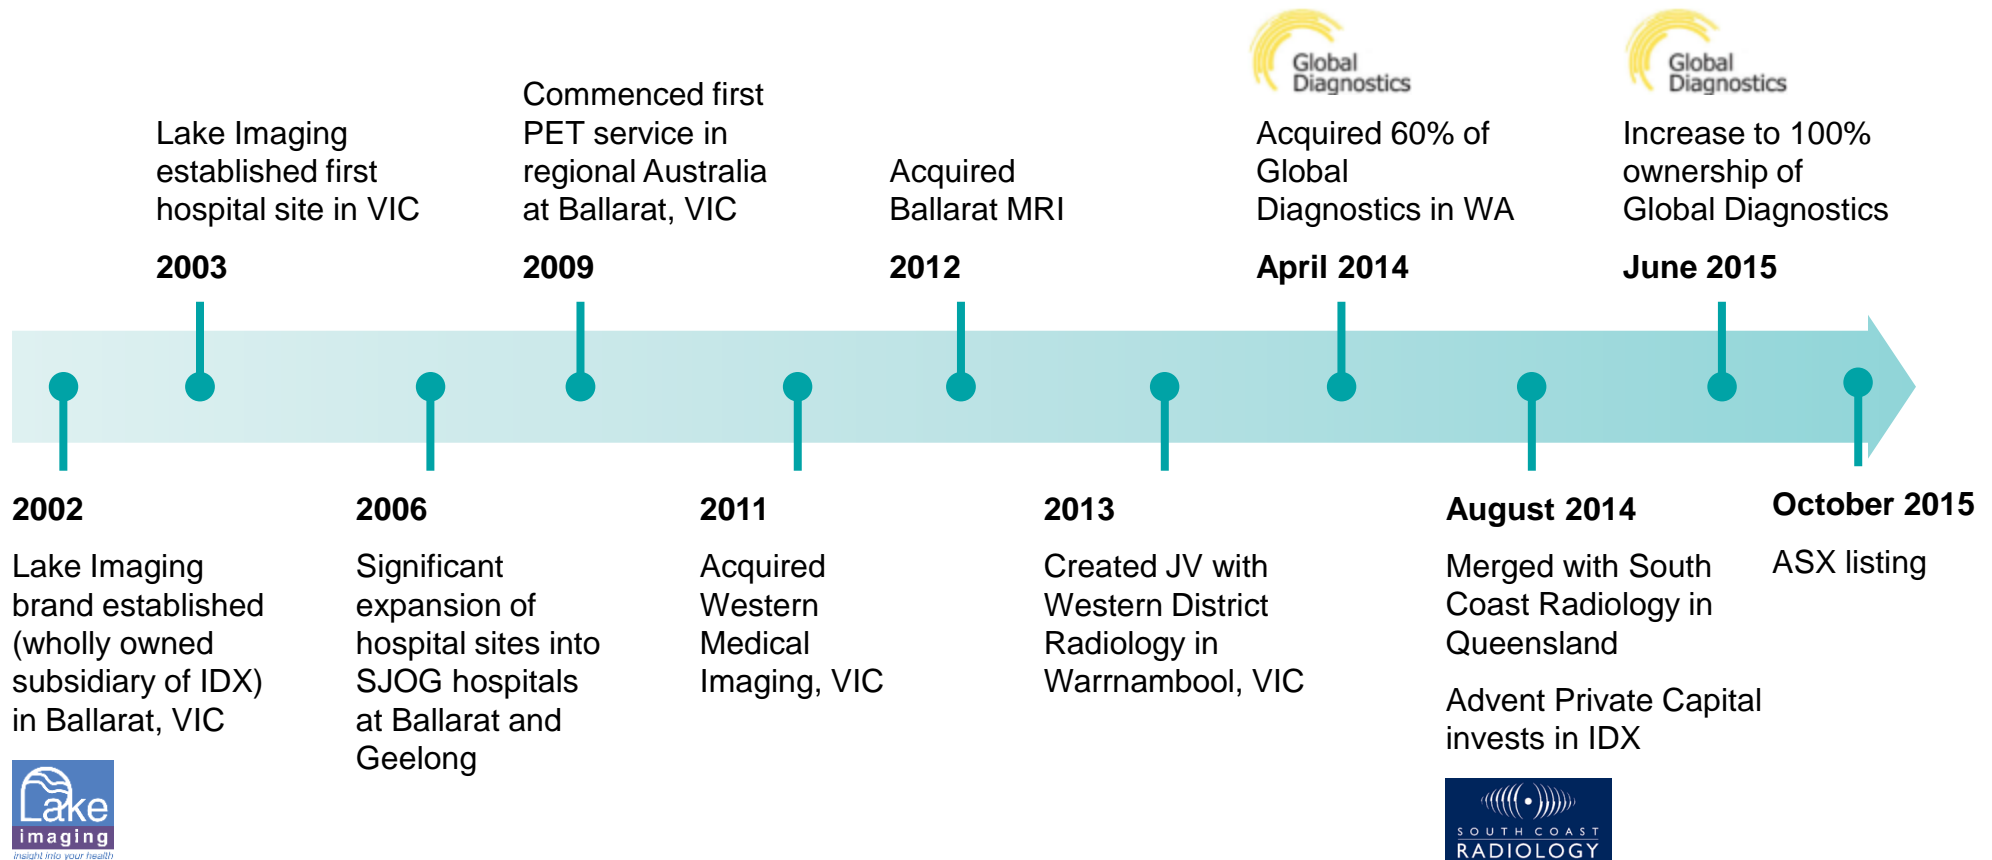 Global
Diagnostics
Global
Diagnostics
Lake Imaging
established first
hospital site in VIC
2003
Commenced first
PET service in
regional Australia
at Ballarat, VIC
2009
Acquired
Ballarat MRI
2012
Acquired 60% of
Global
Diagnostics in WA
April 2014
Increase to 100%
ownership of
Global Diagnostics
June 2015
2002
Lake Imaging
brand established
(wholly owned
subsidiary of IDX)
in Ballarat, VIC
Lake
imaging
insight into your health
2006
Significant
expansion of
hospital sites into
SJOG hospitals
at Ballarat and
Geelong
2011
Acquired
Western
Medical
Imaging, VIC
2013
Created JV with
Western District
Radiology in
Warrnambool, VIC
August 2014
Merged with South
Coast Radiology in
Queensland
Advent Private Capital
invests in IDX
SOUTH COAST
RADIOLOGY
October 2015
ASX listing